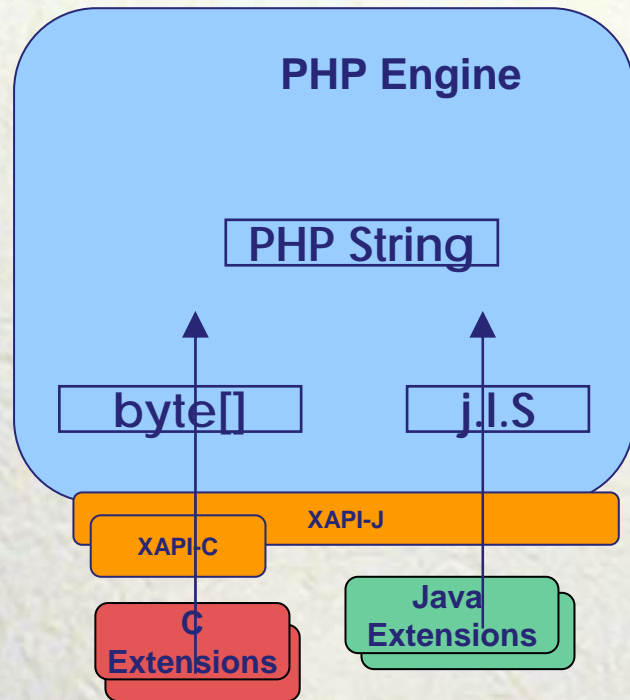 PHP Engine
PHP String
byte[]
j.l.S
XAPI-J
XAPI-C
C
Extensions
Java
Extensions